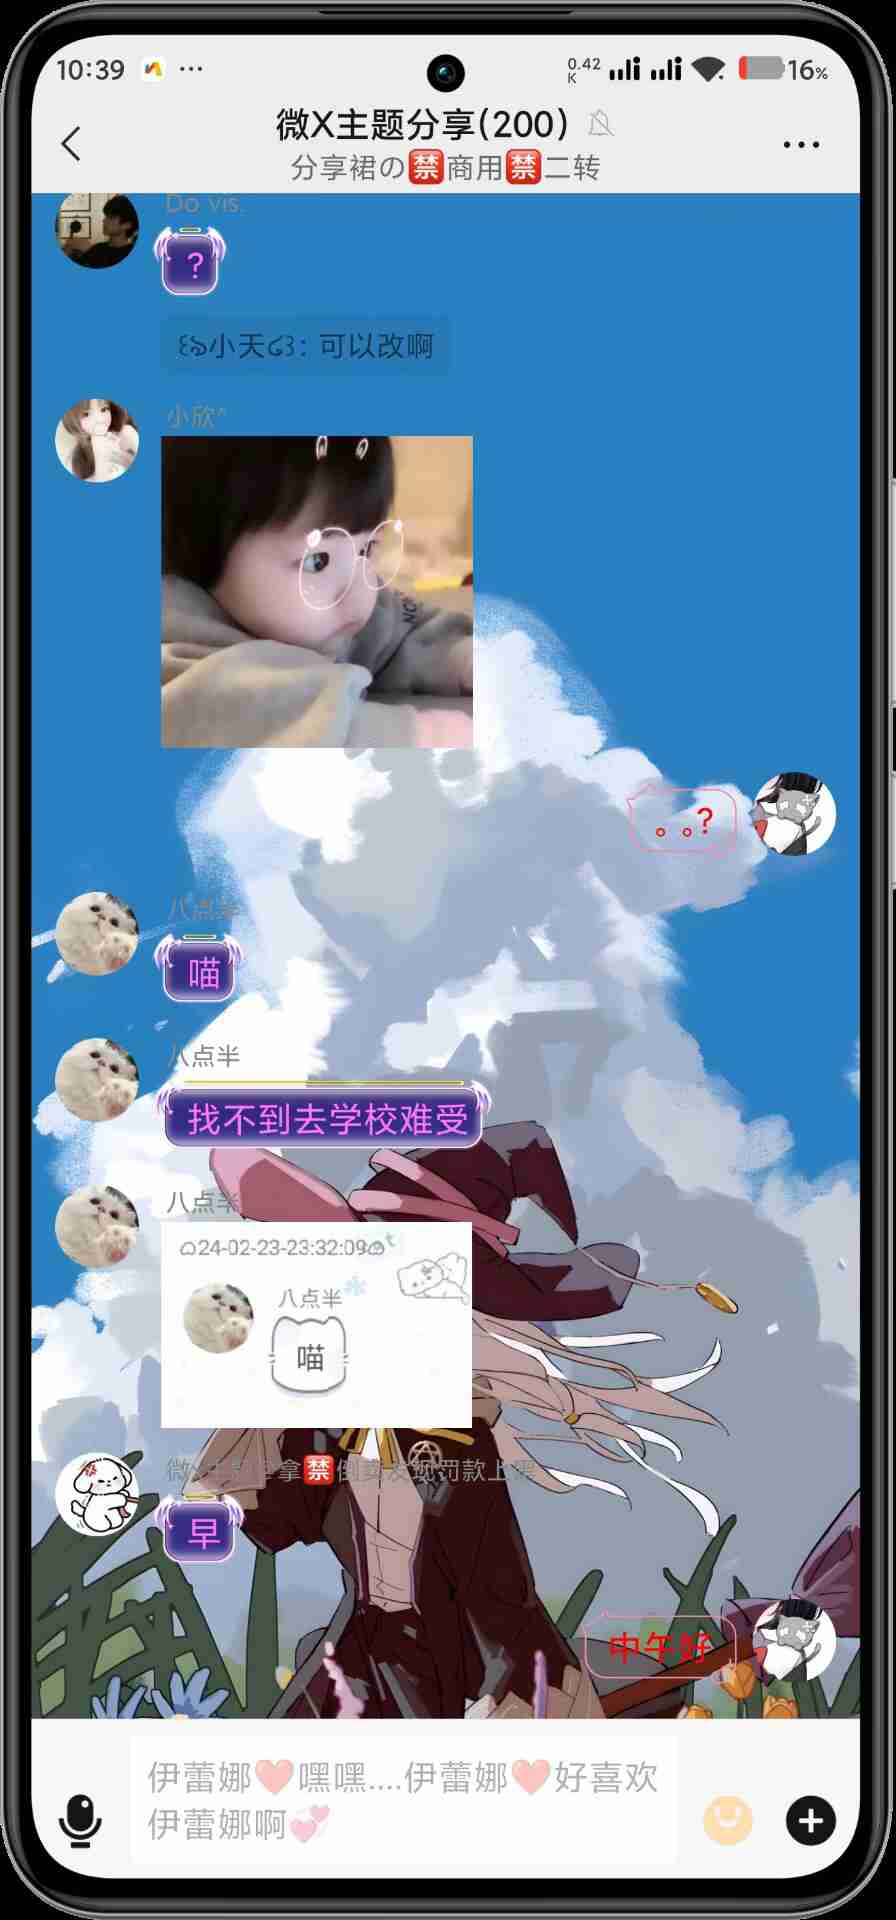 10:39
0.42
K
16%
微X主题分享(200)
分享裙の🈲商用🈲二转
Do vis.
?
꒰ঌ小天໒꒱: 可以改啊
小欣^
。。?
八点半
喵
八点半
找不到去学校难受
八点半
24-02-23-23:32:09
八点半
喵
拿🈲倒卖发现罚款上
早
中午好
伊蕾娜❤️嘿嘿....伊蕾娜❤️好喜欢
伊蕾娜啊💞